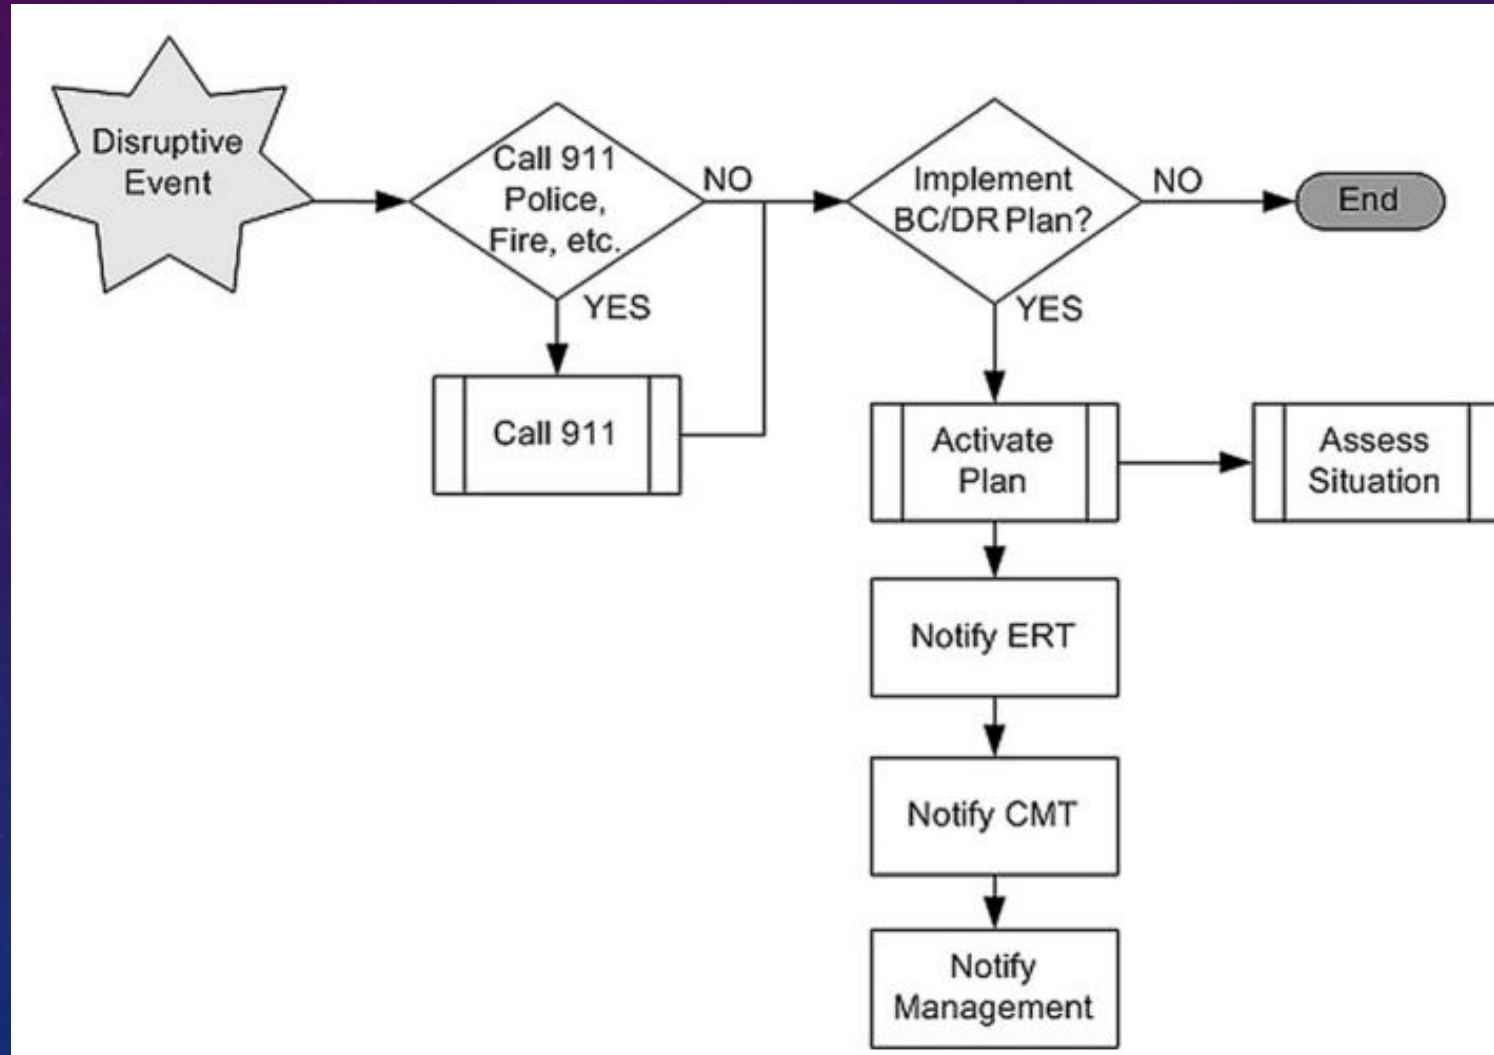 Disruptive
Event
Call 911
Police,
Fire, etc.
NO
YES
Call 911
Implement
BC/DR Plan?
NO
End
YES
Activate
Plan
Assess
Situation
Notify ERT
Notify CMT
Notify
Management